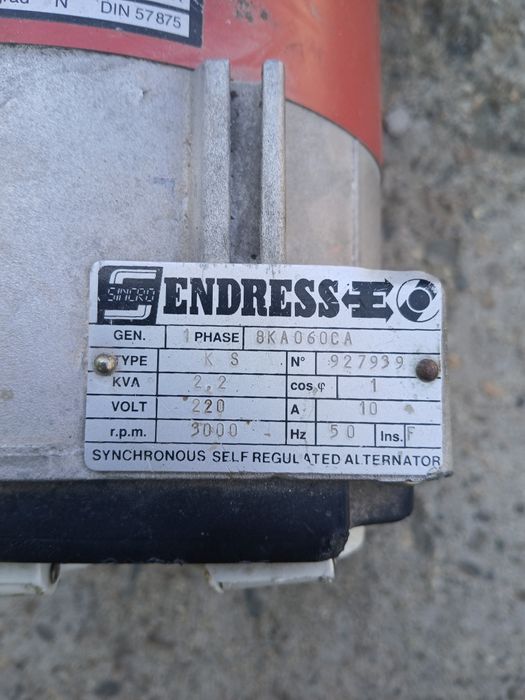 N DIN 57875
SINCRO ENDRESS
GEN. 1 PHASE 8KA060CA
TYPE K S N° 927939
KVA 2,2 cos φ 1
VOLT 220 A 10
r.p.m. 3000 Hz 50 Ins. F
SYNCHRONOUS SELF REGULATED ALTERNATOR